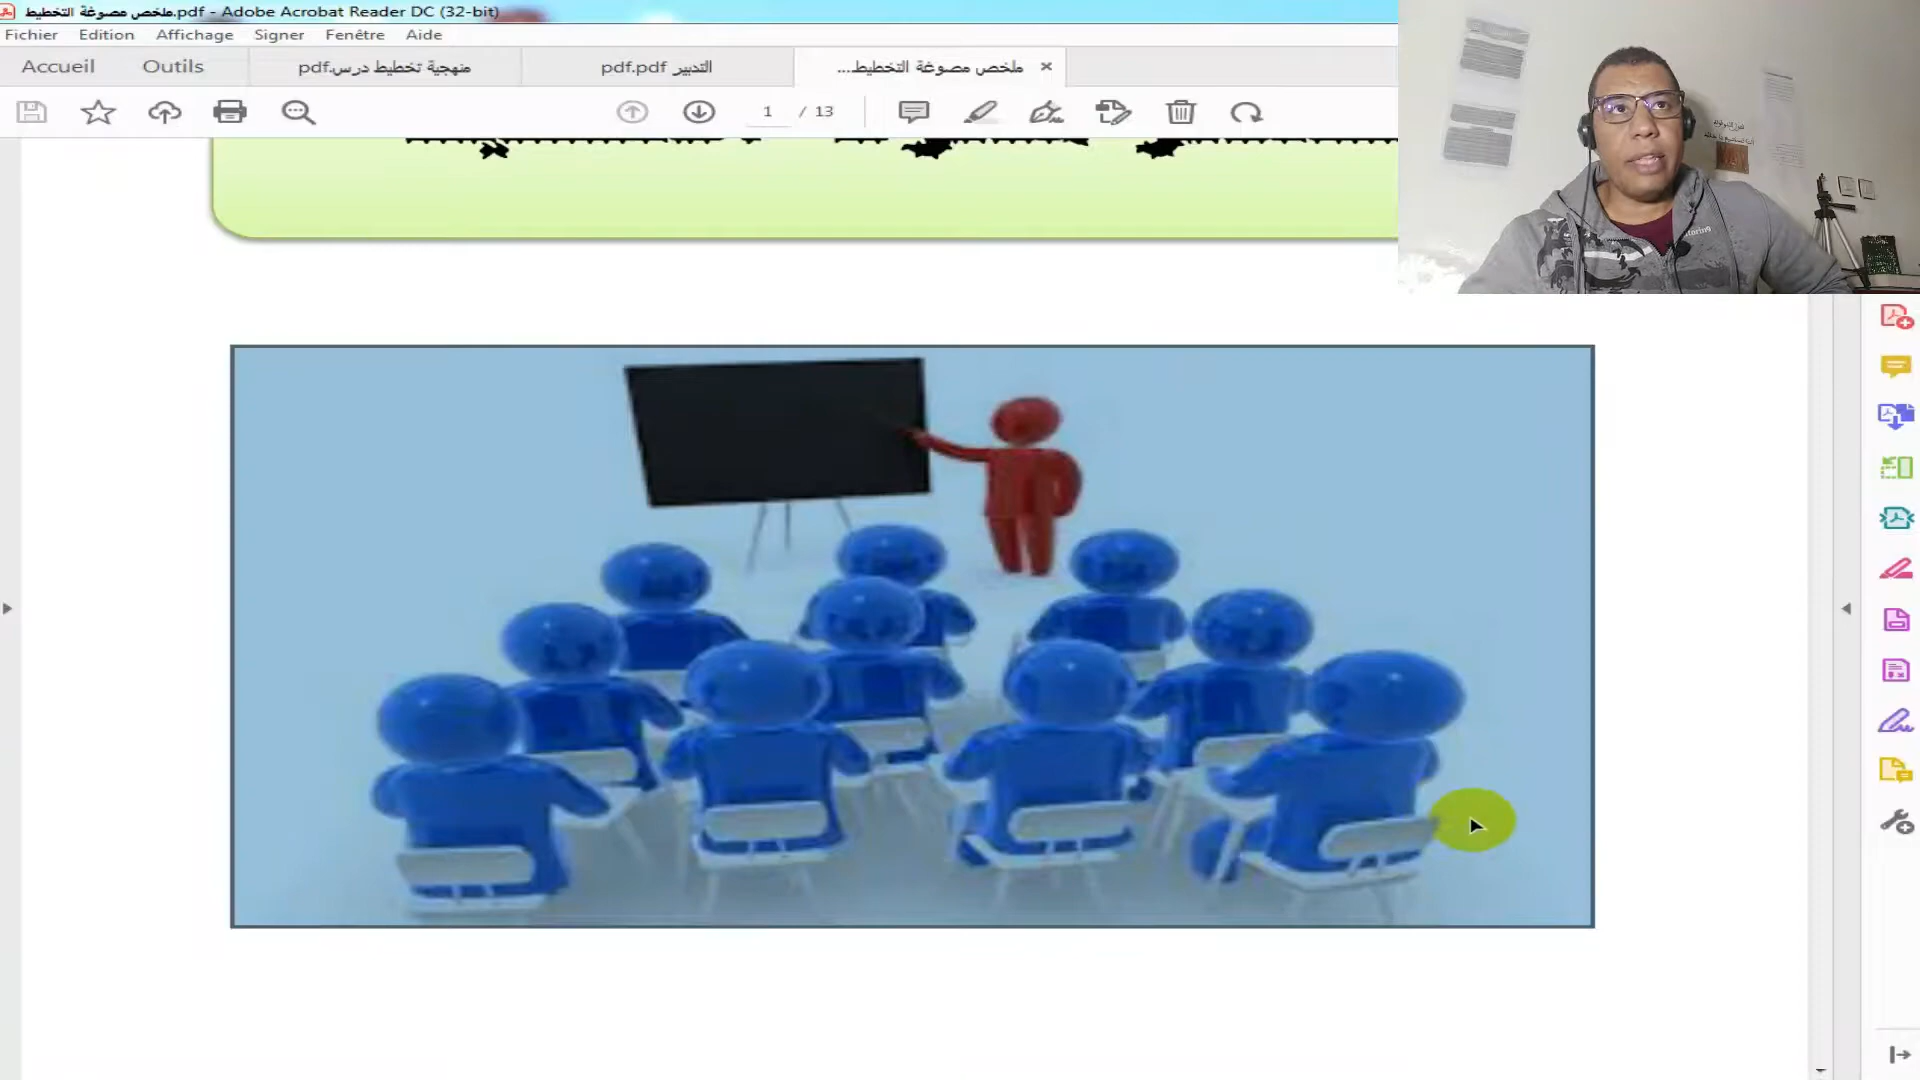 ملخص مصوغة التخطيط.pdf - Adobe Acrobat Reader DC (32-bit)
Fichier Edition Affichage Signer Fenêtre Aide
Accueil Outils منهجية تخطيط درس.pdf التدبير pdf.pdf ملخص مصوغة التخطيط... ×
1 / 13